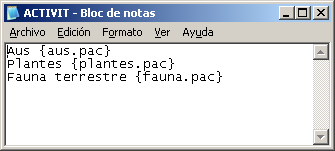 ACTIVIT - Bloc de notas
Archivo Edición Formato Ver Ayuda
Aus {aus.pac}
Plantes {plantes.pac}
Fauna terrestre {fauna.pac}